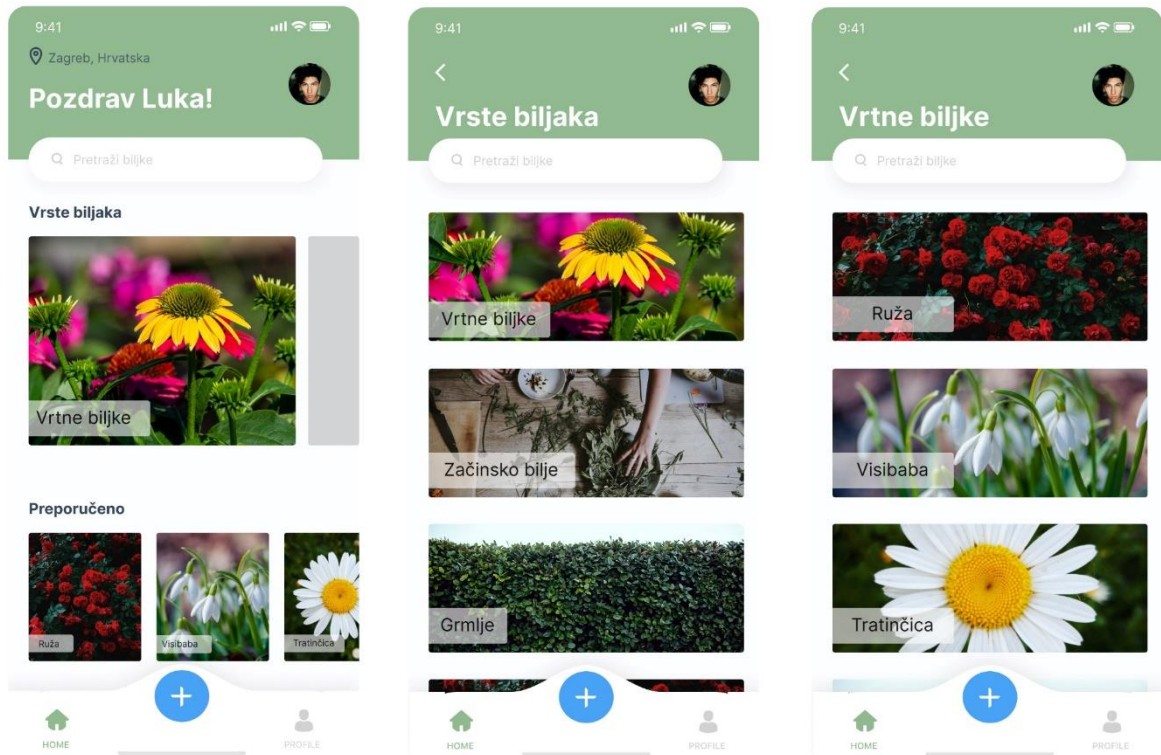 9:41
Zagreb, Hrvatska
Pozdrav Luka!
Pretraži biljke
Vrste biljaka
Vrtne biljke
Preporučeno
Ruža
Visibaba
Tratinčica
HOME
PROFILE
9:41
Vrste biljaka
Pretraži biljke
Vrtne biljke
Začinsko bilje
Grmlje
HOME
PROFILE
9:41
Vrtne biljke
Pretraži biljke
Ruža
Visibaba
Tratinčica
HOME
PROFILE